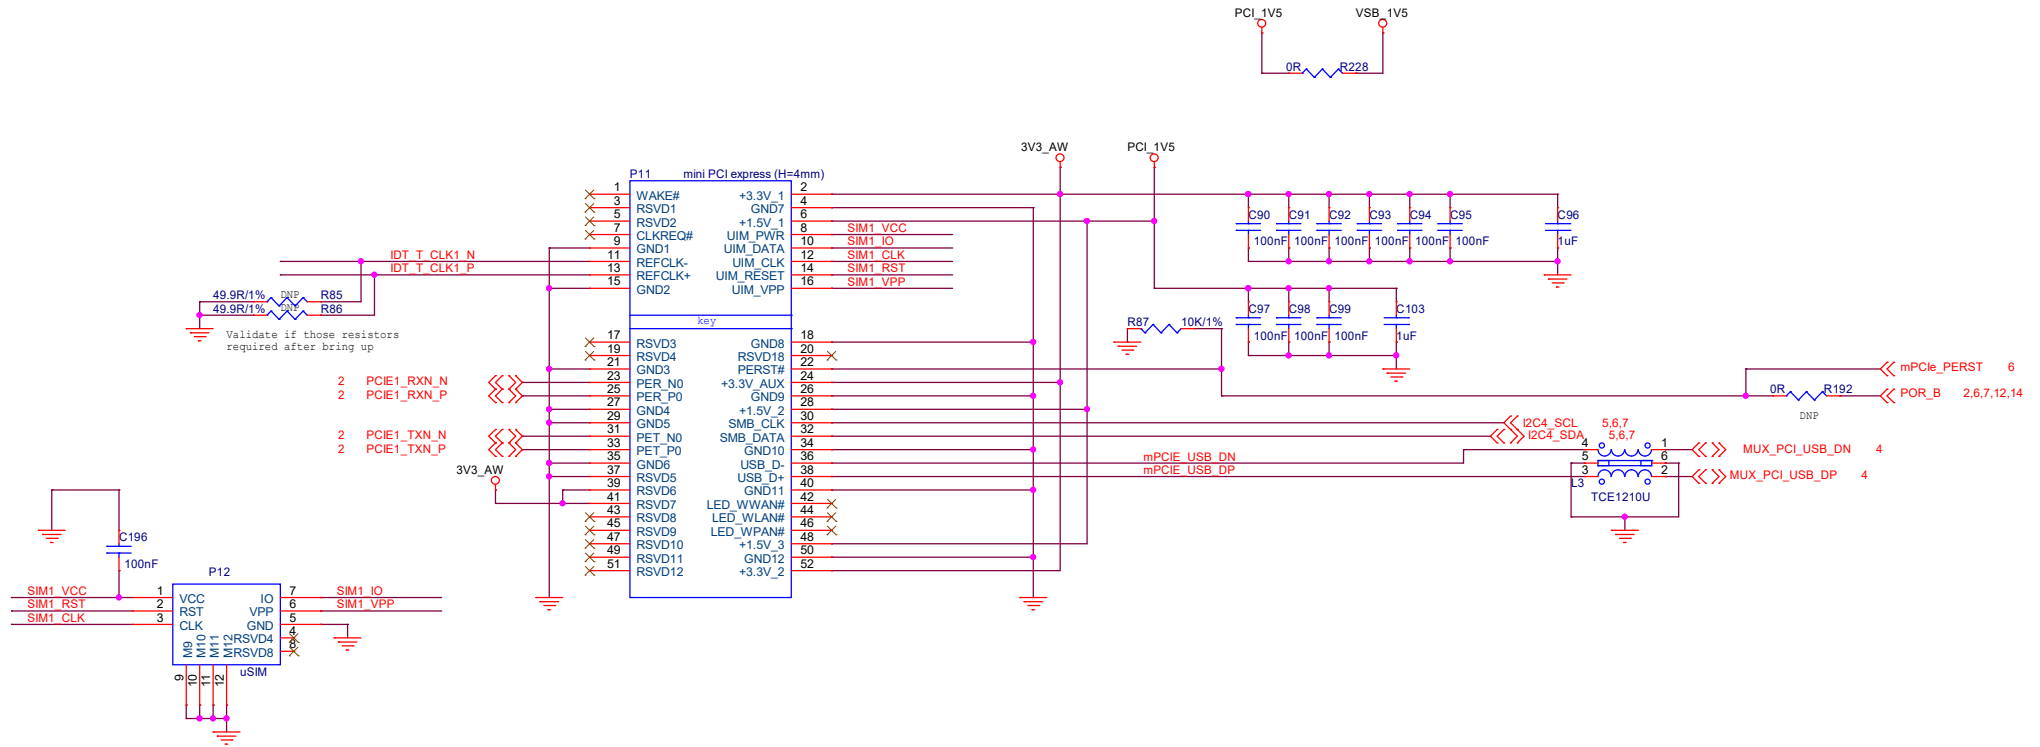 PCI_1V5 VSB_1V5
0R R228
3V3_AW PCI_1V5
P11 mini PCI express (H=4mm)
1 WAKE# +3.3V_1 2
3 RSVD1 GND7 4
5 RSVD2 +1.5V_1 6
7 CLKREQ# UIM_PWR 8 SIM1_VCC
9 GND1 UIM_DATA 10 SIM1_IO
IDT_T_CLK1_N 11 REFCLK- UIM_CLK 12 SIM1_CLK
IDT_T_CLK1_P 13 REFCLK+ UIM_RESET 14 SIM1_RST
15 GND2 UIM_VPP 16 SIM1_VPP
C90 C91 C92 C93 C94 C95 C96
100nF 100nF 100nF 100nF 100nF 100nF 1uF
49.9R/1% DNP R85
49.9R/1% DNP R86
Validate if those resistors
required after bring up
key
C97 C98 C99 C103
100nF 100nF 100nF 1uF
R87 10K/1%
17 RSVD3 GND8 18
19 RSVD4 RSVD18 20
21 GND3 PERST# 22
2 PCIE1_RXN_N 23 PER_N0 +3.3V_AUX 24
2 PCIE1_RXN_P 25 PER_P0 GND9 26
27 GND4 +1.5V_2 28
29 GND5 SMB_CLK 30
2 PCIE1_TXN_N 31 PET_N0 SMB_DATA 32
2 PCIE1_TXN_P 33 PET_P0 GND10 34
35 GND6 USB_D- 36 mPCIE_USB_DN
37 RSVD5 USB_D+ 38 mPCIE_USB_DP
3V3_AW
39 RSVD6 GND11 40
41 RSVD7 LED_WWAN# 42
43 RSVD8 LED_WLAN# 44
45 RSVD9 LED_WPAN# 46
47 RSVD10 +1.5V_3 48
49 RSVD11 GND12 50
51 RSVD12 +3.3V_2 52
mPCIe_PERST 6
0R R192 POR_B 2,6,7,12,14
DNP
I2C4_SCL 5,6,7
I2C4_SDA 5,6,7
4 1 MUX_PCI_USB_DN 4
5 6
3 2 MUX_PCI_USB_DP 4
L3
TCE1210U
C196
100nF
P12
SIM1_VCC 1 VCC IO 7 SIM1_IO
SIM1_RST 2 RST VPP 6 SIM1_VPP
SIM1_CLK 3 CLK GND 5
RSVD4 4
RSVD8 8
M9 M10 M11 M12
uSIM
9 10 11 12